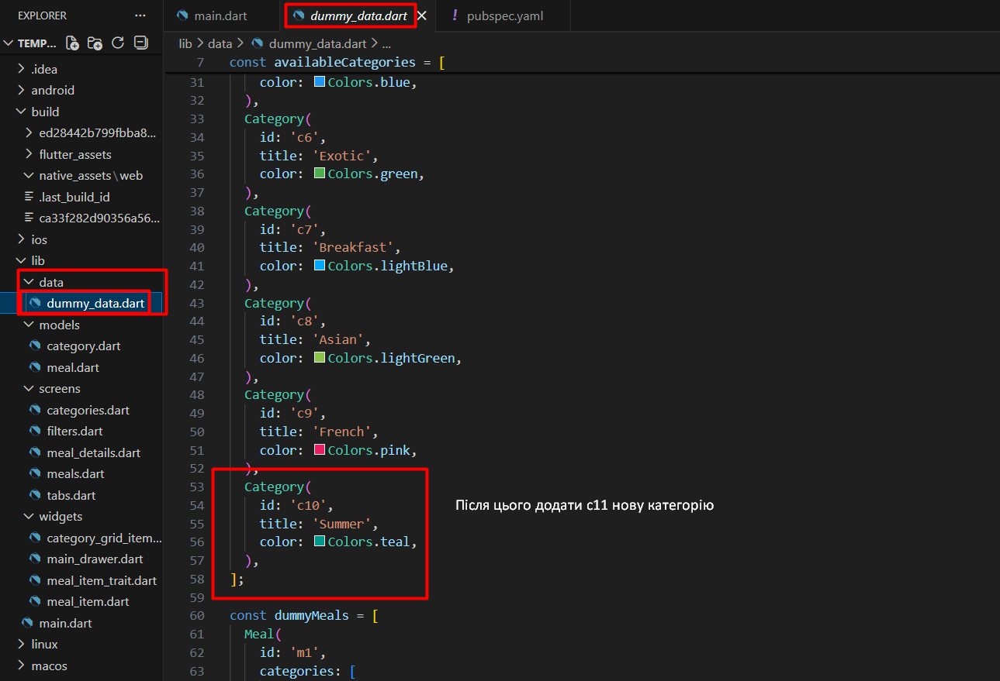 EXPLORER ...
TEMP...
.idea
android
build
ed28442b799fbba8...
flutter_assets
native_assets\web
.last_build_id
ca33f282d90356a56...
ios
lib
data
dummy_data.dart
models
category.dart
meal.dart
screens
categories.dart
filters.dart
meal_details.dart
meals.dart
tabs.dart
widgets
category_grid_item...
main_drawer.dart
meal_item_trait.dart
meal_item.dart
main.dart
linux
macos
main.dart dummy_data.dart ! pubspec.yaml
lib > data > dummy_data.dart > ...
7 const availableCategories = [
31 color: Colors.blue,
32 ),
33 Category(
34 id: 'c6',
35 title: 'Exotic',
36 color: Colors.green,
37 ),
38 Category(
39 id: 'c7',
40 title: 'Breakfast',
41 color: Colors.lightBlue,
42 ),
43 Category(
44 id: 'c8',
45 title: 'Asian',
46 color: Colors.lightGreen,
47 ),
48 Category(
49 id: 'c9',
50 title: 'French',
51 color: Colors.pink,
52 ),
53 Category(
54 id: 'c10',
55 title: 'Summer',
56 color: Colors.teal,
57 ),
58 ];
59
60 const dummyMeals = [
61 Meal(
62 id: 'm1',
63 categories: [
Після цього додати с11 нову категорію